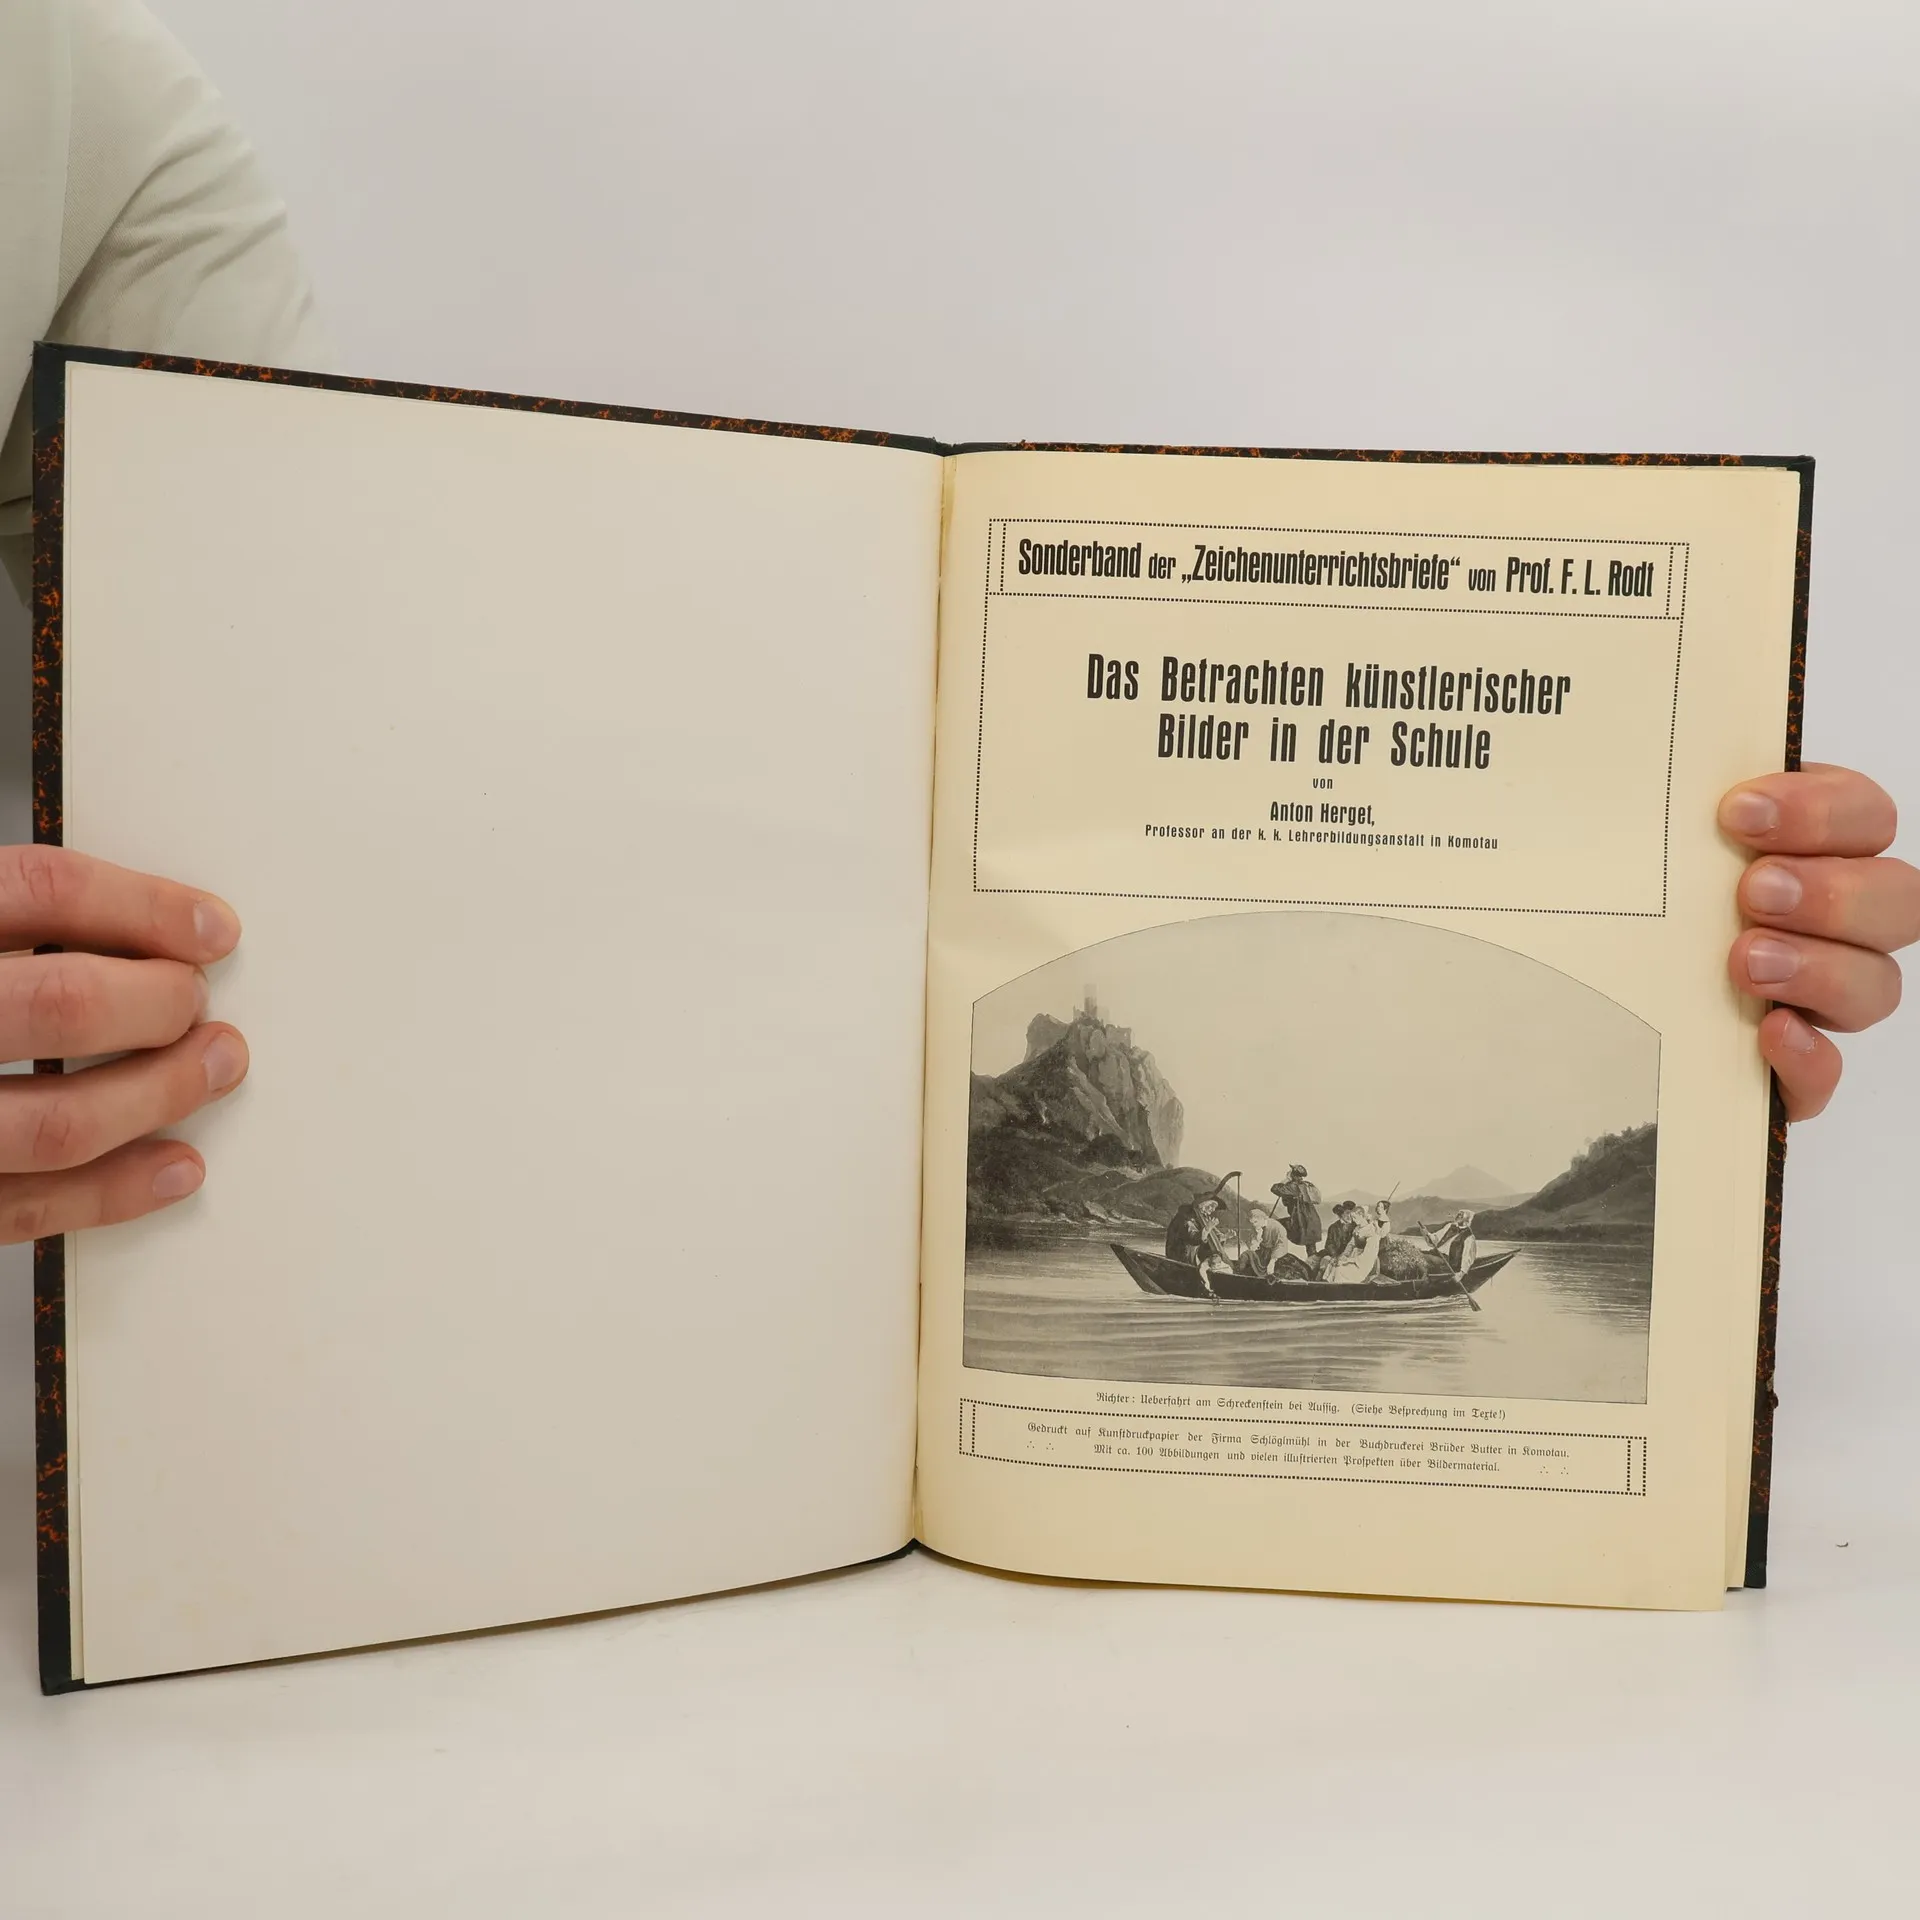 Sonderband der „Zeichenunterrichtsbriefe“ von Prof. F. L. Rodt
Das Betrachten künstlerischer
Bilder in der Schule
von
Anton Herget,
Professor an der k. k. Lehrerbildungsanstalt in Komotau
Richter: Ueberfahrt am Schreckenstein bei Aussig. (Siehe Besprechung im Texte!)
Gedruckt auf Kunstdruckpapier der Firma Schlöglmühl in der Buchdruckerei Brüder Butter in Komotau.
∴ ∴ Mit ca. 100 Abbildungen und vielen illustrierten Prospekten über Bildermaterial. ∴ ∴